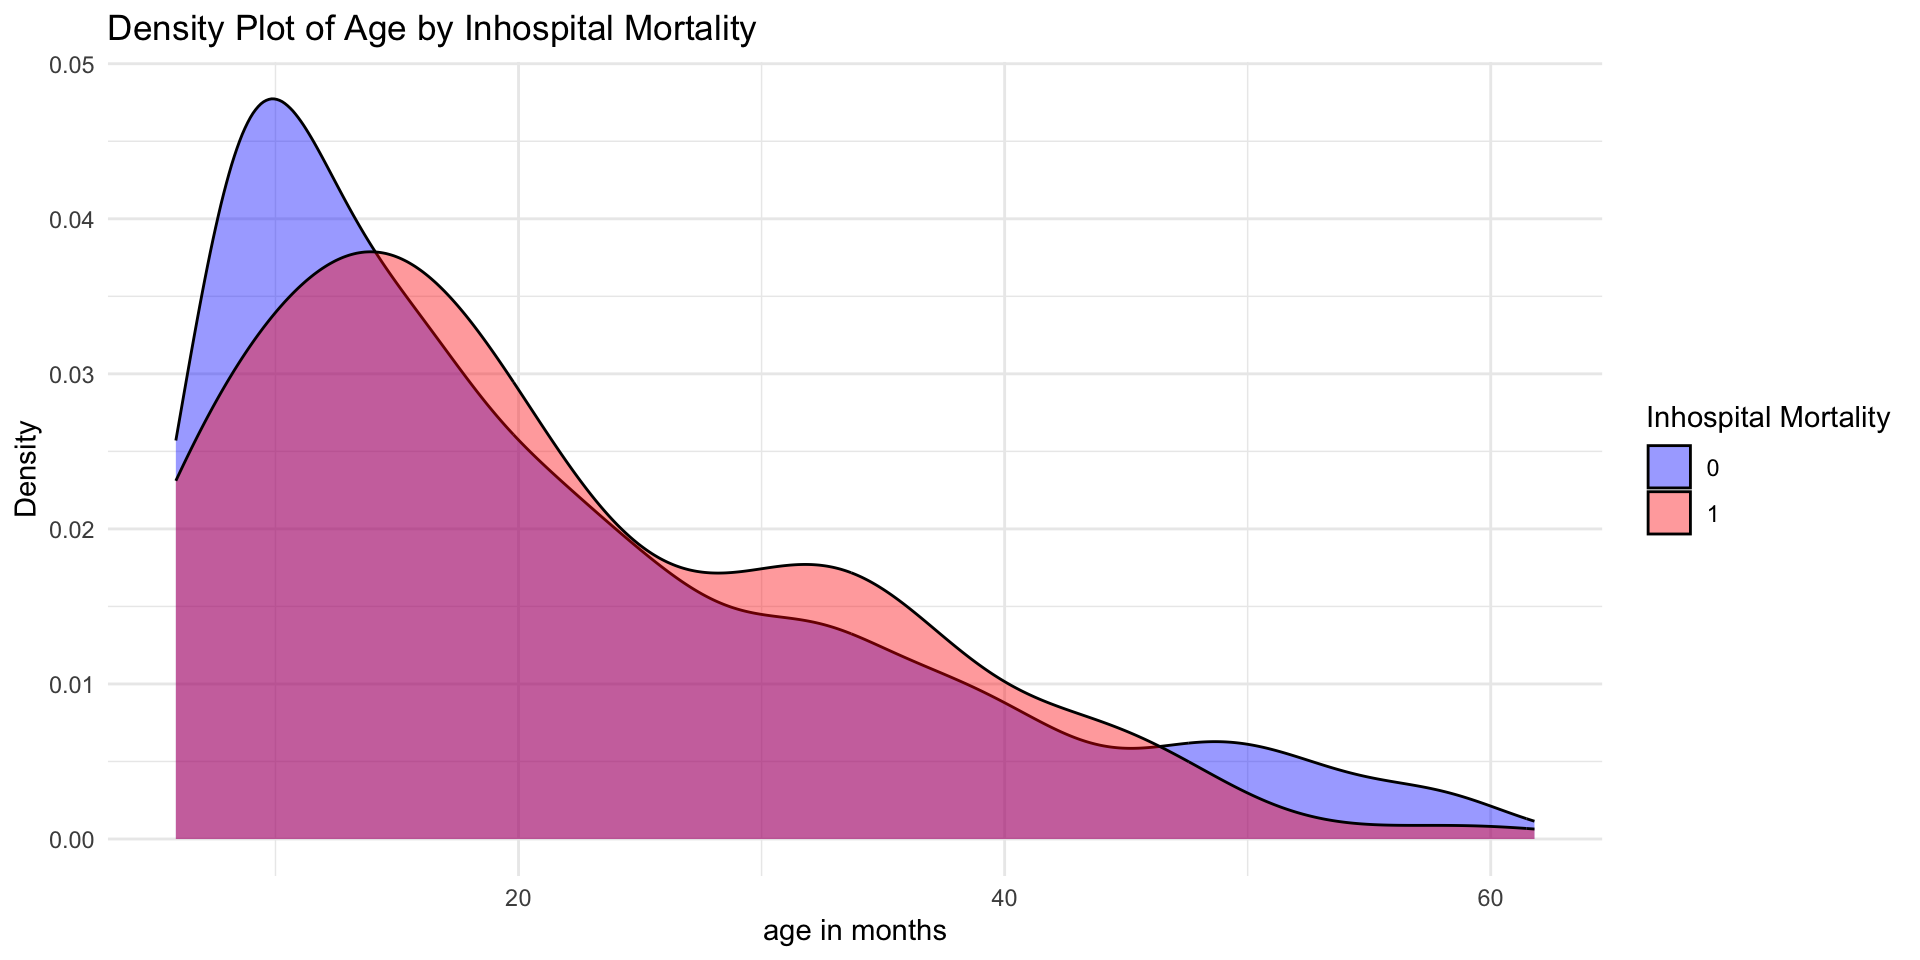 Density Plot of Age by Inhospital Mortality
0.05
0.04
0.03
0.02
0.01
0.00
Density
20 40 60
age in months
Inhospital Mortality
0
1